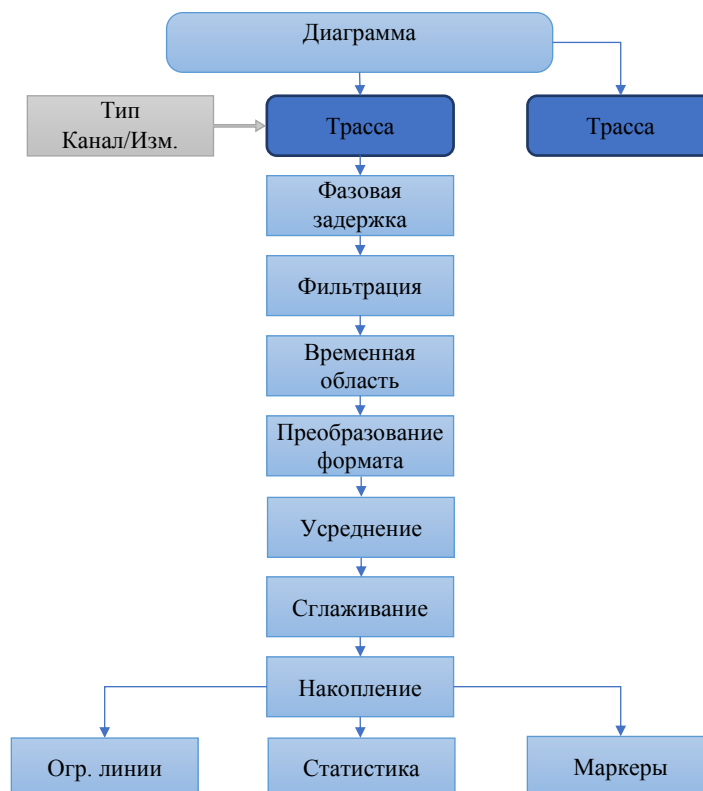 Диаграмма
Тип
Канал/Изм.
Трасса
Трасса
Фазовая
задержка
Фильтрация
Временная
область
Преобразование
формата
Усреднение
Сглаживание
Накопление
Огр. линии
Статистика
Маркеры